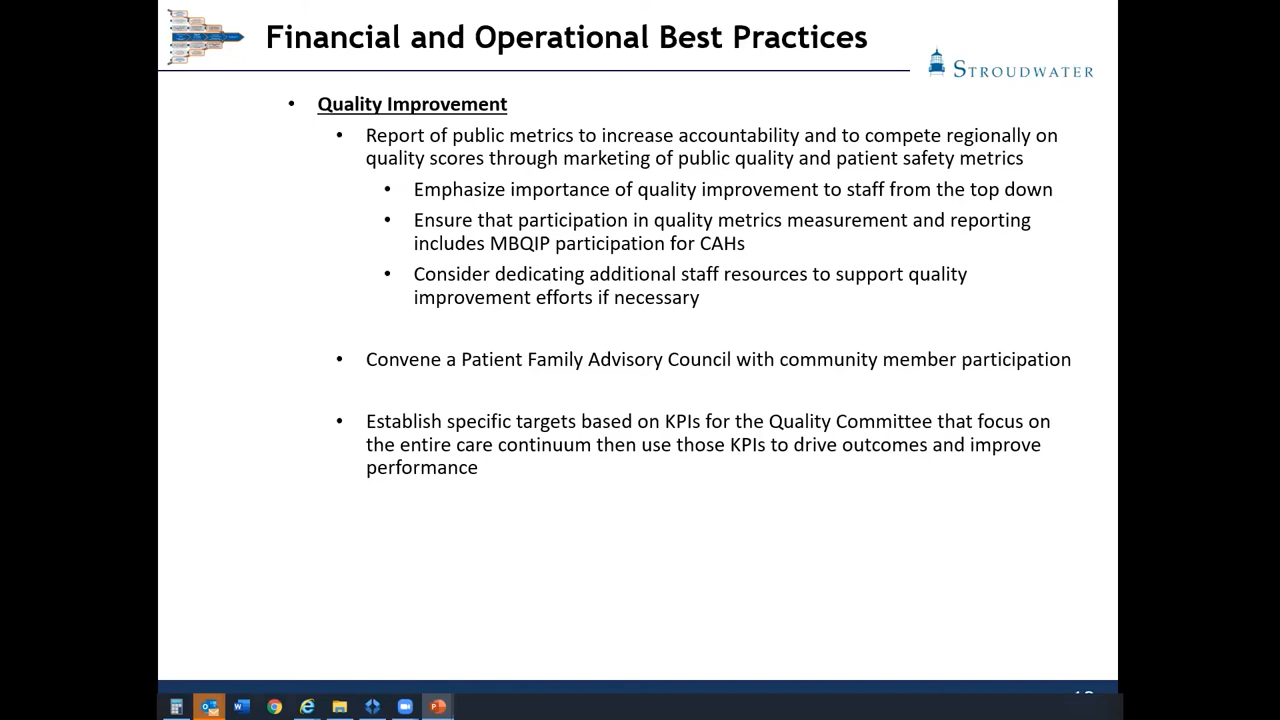 Financial and Operational Best Practices
STROUDWATER
• Quality Improvement
• Report of public metrics to increase accountability and to compete regionally on
quality scores through marketing of public quality and patient safety metrics
• Emphasize importance of quality improvement to staff from the top down
• Ensure that participation in quality metrics measurement and reporting
includes MBQIP participation for CAHs
• Consider dedicating additional staff resources to support quality
improvement efforts if necessary
• Convene a Patient Family Advisory Council with community member participation
• Establish specific targets based on KPIs for the Quality Committee that focus on
the entire care continuum then use those KPIs to drive outcomes and improve
performance